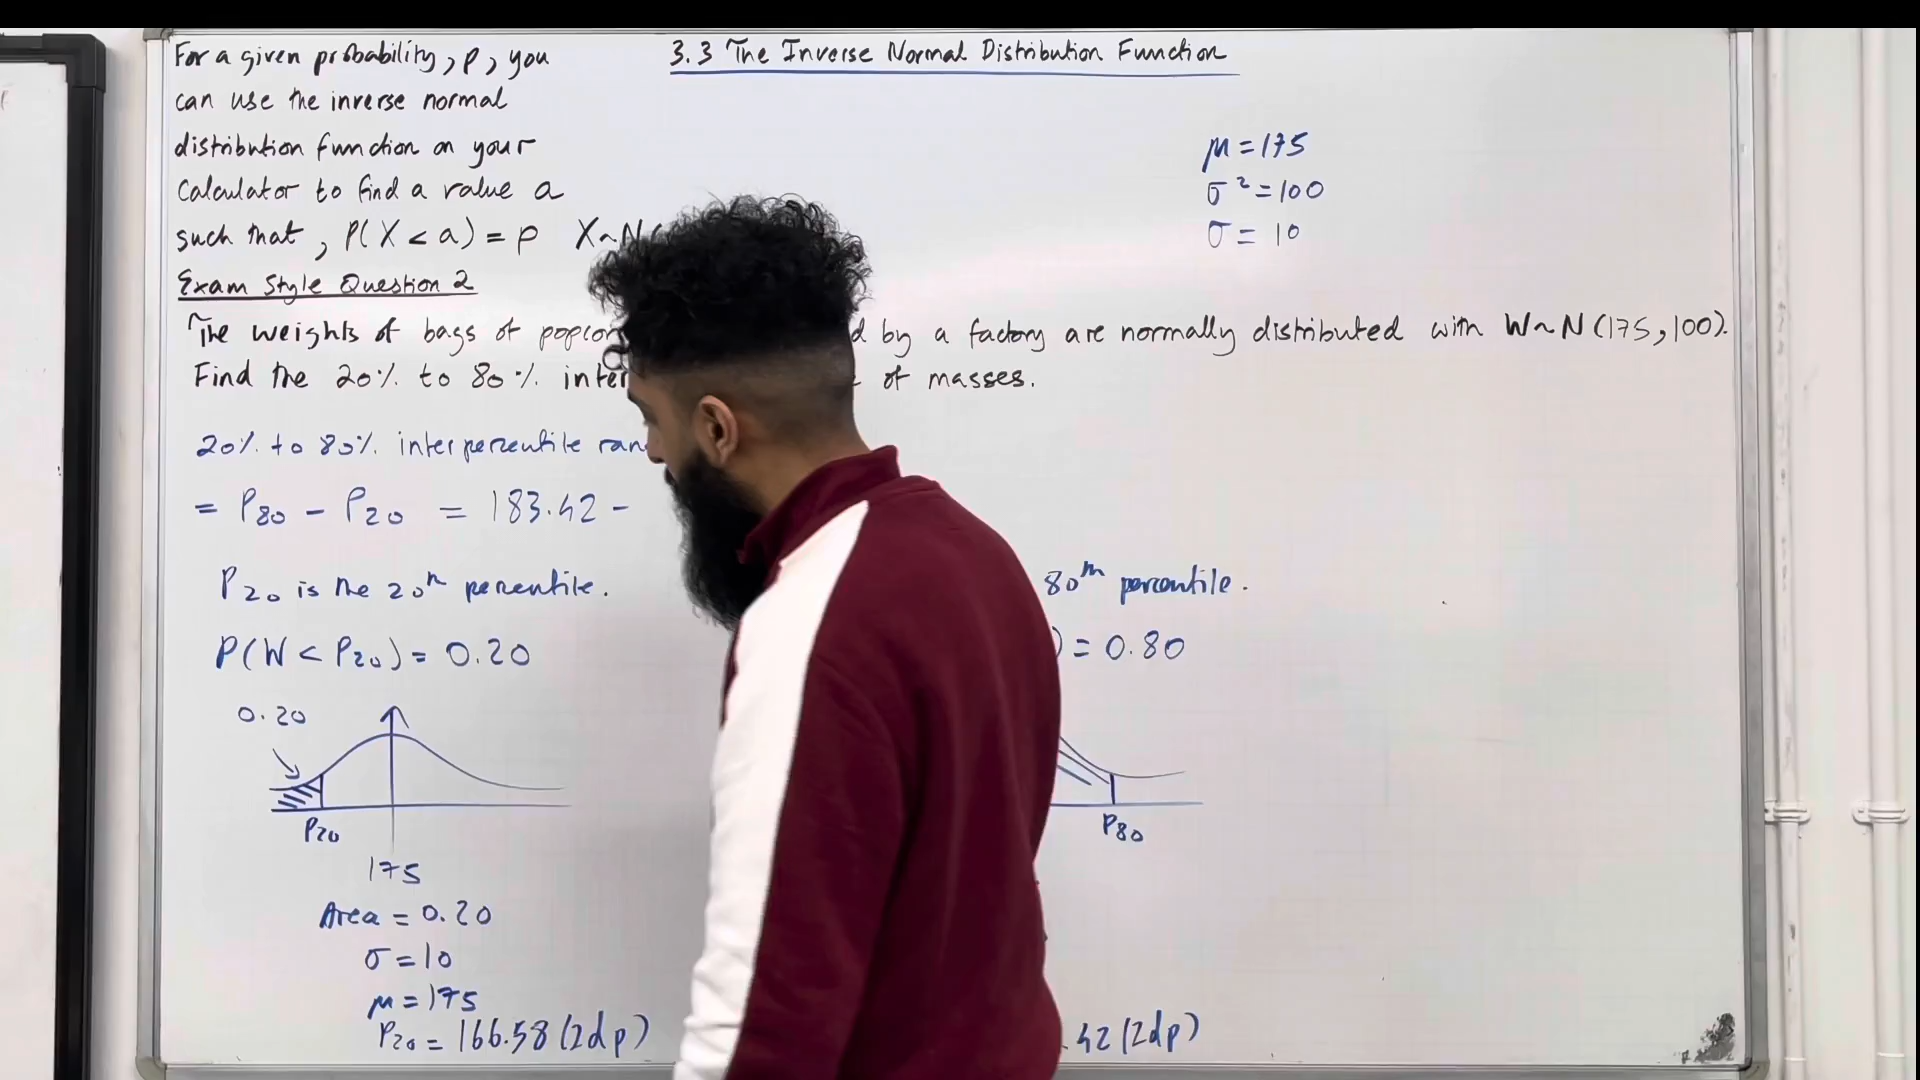 3.3 The Inverse Normal Distribution Function
For a given probability, p, you
can use the inverse normal
distribution function on your
calculator to find a value a
such that, P(X < a) = p X~N(
μ = 175
σ² = 100
σ = 10
Exam Style Question 2
The weights of bags of popcorn by a factory are normally distributed with W~N(175,100).
Find the 20% to 80% inter of masses.
20% to 80% interpercentile ran
= P80 - P20 = 183.42 -
P20 is the 20th percentile.
P(W < P20) = 0.20
0.20
P20
175
Area = 0.20
σ = 10
μ = 175
P20 = 166.58 (2dp)
80th percentile.
) = 0.80
P80
.42 (2dp)